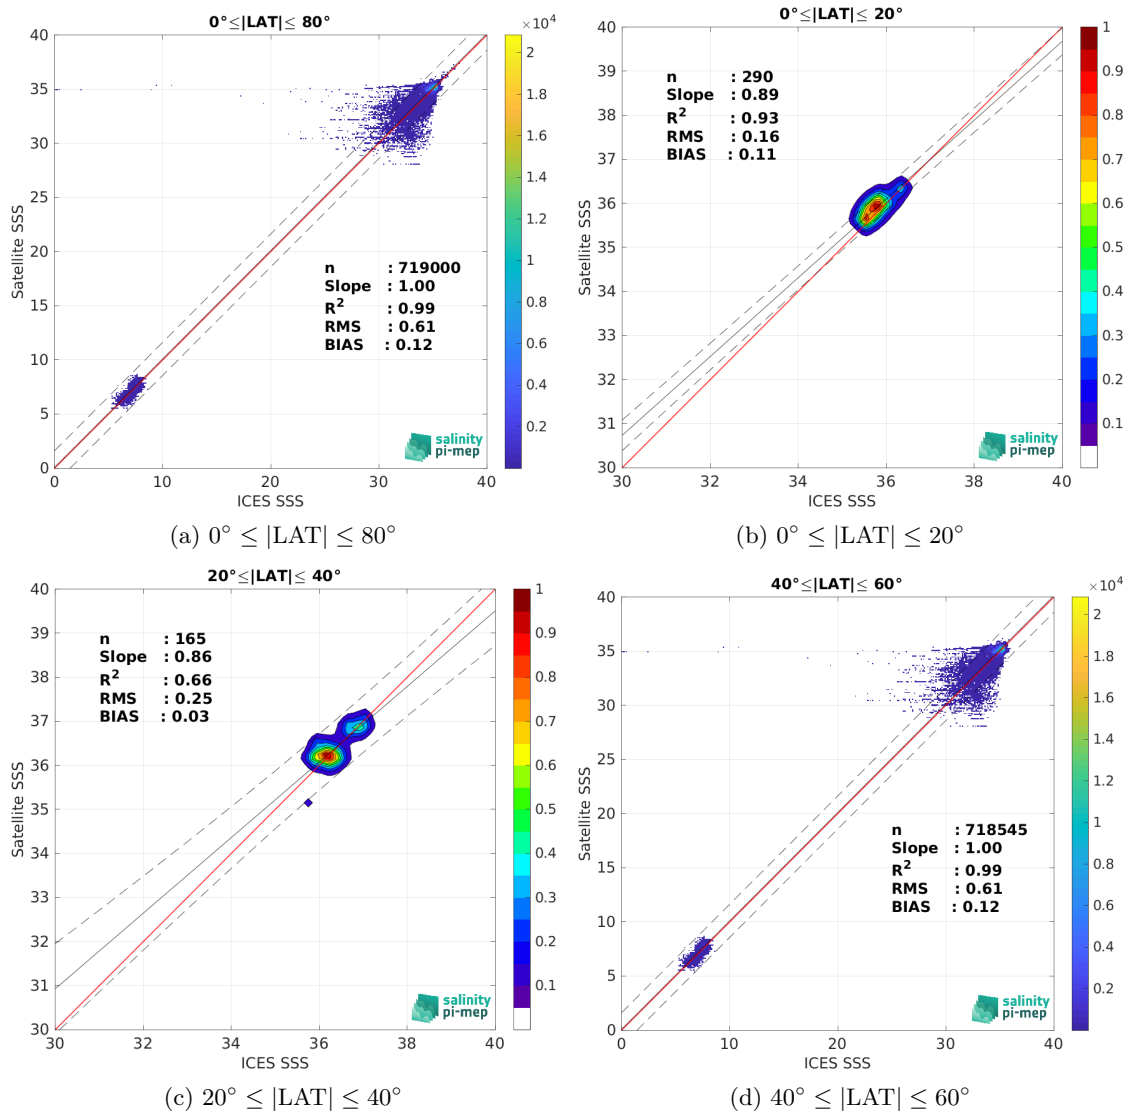 0°≤|LAT|≤ 80°
×10⁴
40
35
30
25
20
15
10
5
0
Satellite SSS
n : 719000
Slope : 1.00
R² : 0.99
RMS : 0.61
BIAS : 0.12
salinity
pi-mep
0 10 20 30 40
ICES SSS
2
1.8
1.6
1.4
1.2
1
0.8
0.6
0.4
0.2
(a) 0° ≤ |LAT| ≤ 80°
0°≤|LAT|≤ 20°
40
39
38
37
36
35
34
33
32
31
30
Satellite SSS
n : 290
Slope : 0.89
R² : 0.93
RMS : 0.16
BIAS : 0.11
salinity
pi-mep
30 32 34 36 38 40
ICES SSS
1
0.9
0.8
0.7
0.6
0.5
0.4
0.3
0.2
0.1
(b) 0° ≤ |LAT| ≤ 20°
20°≤|LAT|≤ 40°
40
39
38
37
36
35
34
33
32
31
30
Satellite SSS
n : 165
Slope : 0.86
R² : 0.66
RMS : 0.25
BIAS : 0.03
salinity
pi-mep
30 32 34 36 38 40
ICES SSS
1
0.9
0.8
0.7
0.6
0.5
0.4
0.3
0.2
0.1
(c) 20° ≤ |LAT| ≤ 40°
40°≤|LAT|≤ 60°
×10⁴
40
35
30
25
20
15
10
5
0
Satellite SSS
n : 718545
Slope : 1.00
R² : 0.99
RMS : 0.61
BIAS : 0.12
salinity
pi-mep
0 10 20 30 40
ICES SSS
2
1.8
1.6
1.4
1.2
1
0.8
0.6
0.4
0.2
(d) 40° ≤ |LAT| ≤ 60°